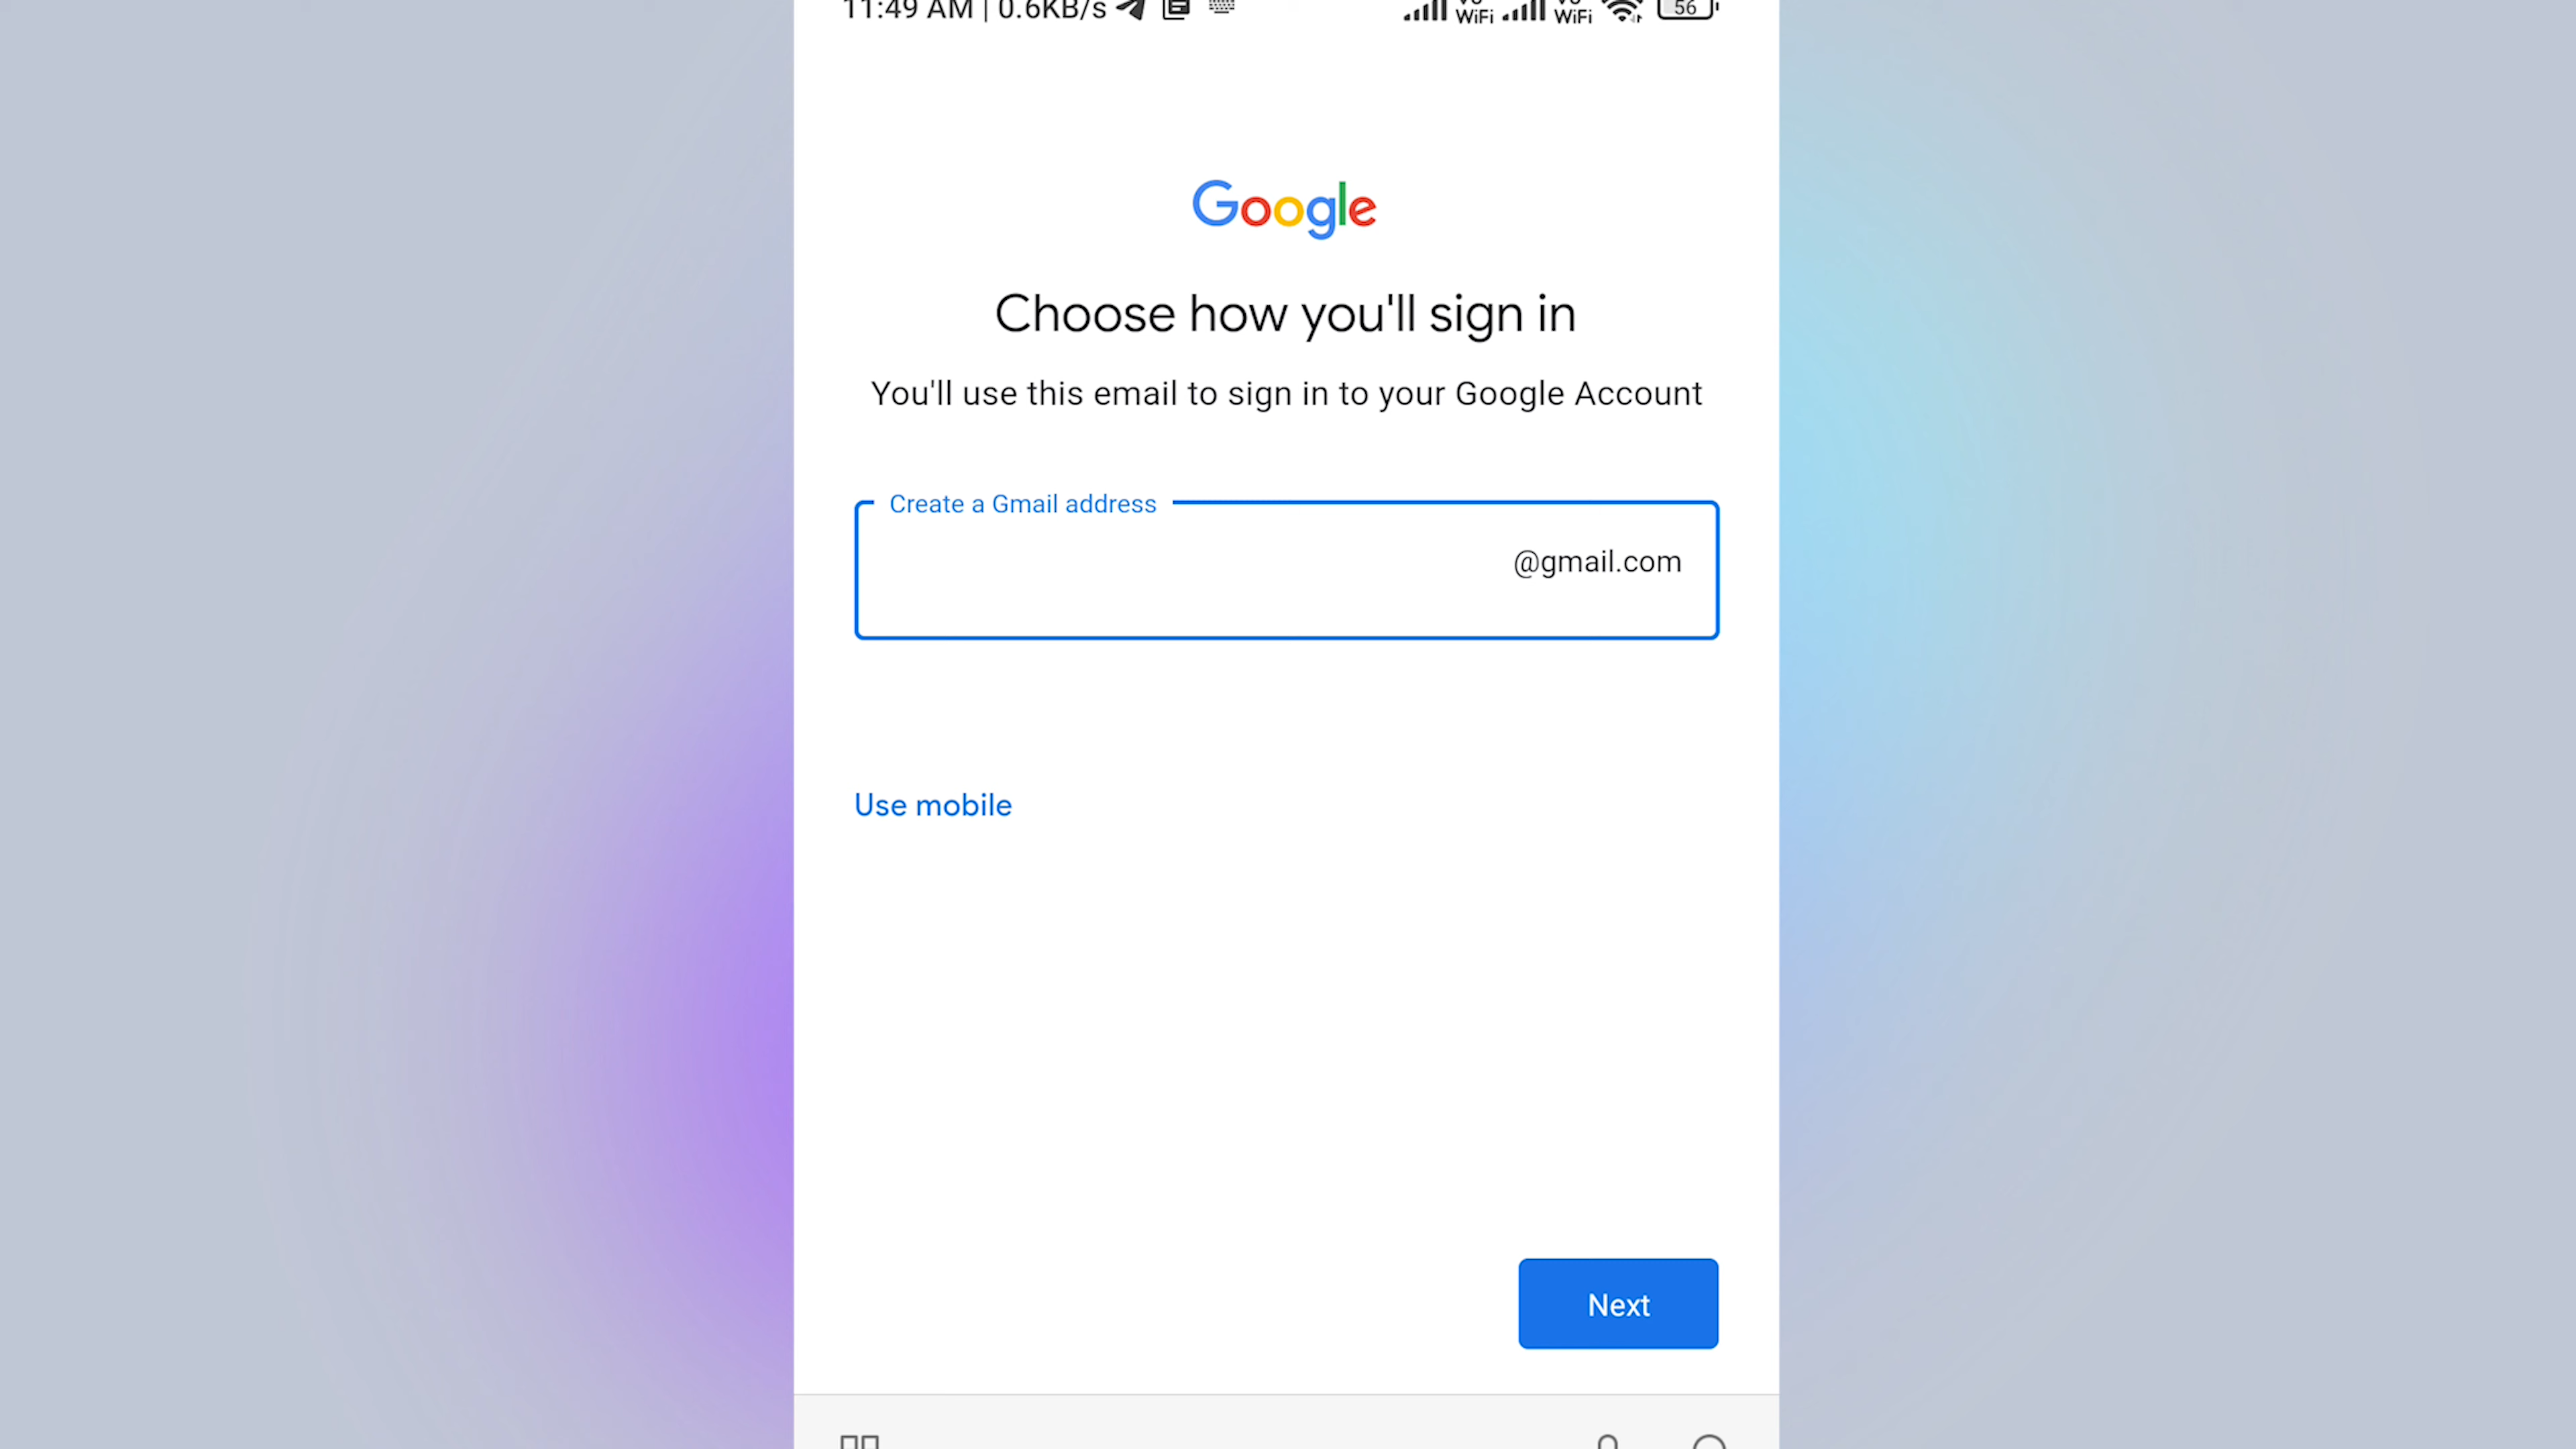 11:49 AM | 0.6KB/s
WiFi WiFi 56
Google
Choose how you'll sign in
You'll use this email to sign in to your Google Account
Create a Gmail address
@gmail.com
Use mobile
Next